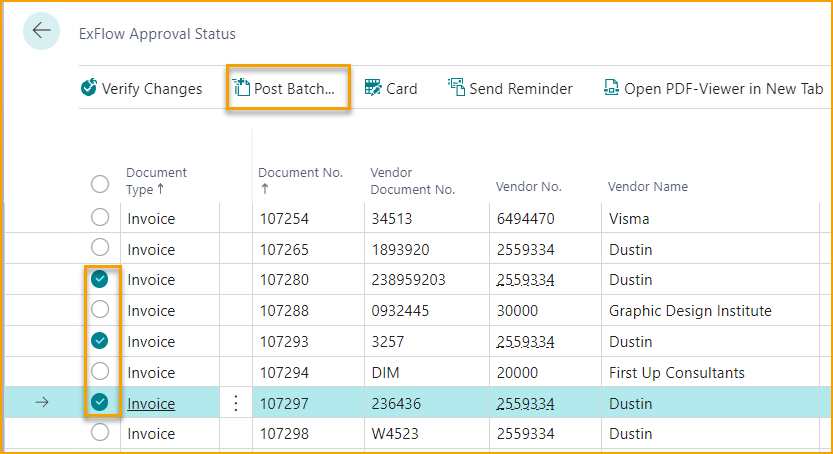 ExFlow Approval Status
Verify Changes Post Batch... Card Send Reminder Open PDF-Viewer in New Tab
Document Type ↑ Document No. ↑ Vendor Document No. Vendor No. Vendor Name
Invoice 107254 34513 6494470 Visma
Invoice 107265 1893920 2559334 Dustin
Invoice 107280 238959203 2559334 Dustin
Invoice 107288 0932445 30000 Graphic Design Institute
Invoice 107293 3257 2559334 Dustin
Invoice 107294 DIM 20000 First Up Consultants
Invoice 107297 236436 2559334 Dustin
Invoice 107298 W4523 2559334 Dustin